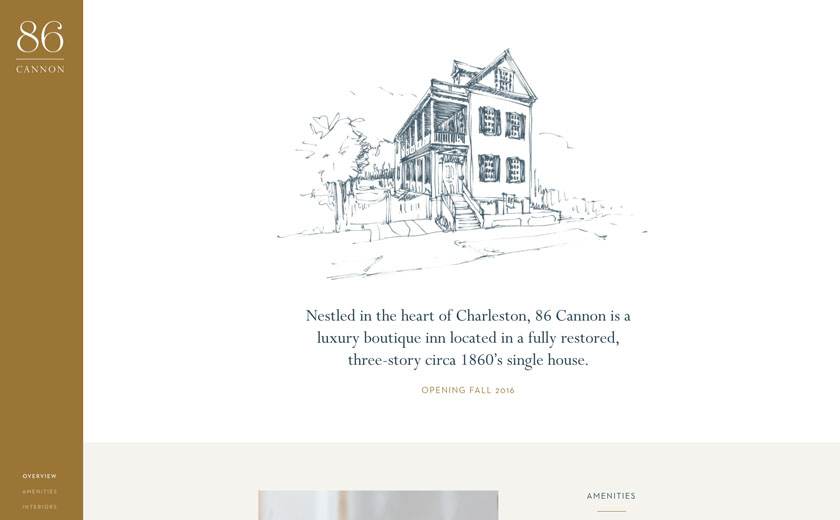 86
CANNON
Nestled in the heart of Charleston, 86 Cannon is a
luxury boutique inn located in a fully restored,
three-story circa 1860’s single house.
OPENING FALL 2016
OVERVIEW
AMENITIES
INTERIORS
AMENITIES